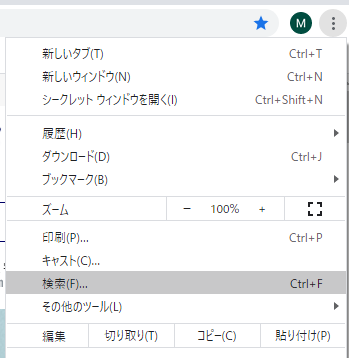 M
新しいタブ(T) Ctrl+T
新しいウィンドウ(N) Ctrl+N
シークレット ウィンドウを開く(I) Ctrl+Shift+N
履歴(H)
ダウンロード(D) Ctrl+J
ブックマーク(B)
ズーム − 100% +
印刷(P)... Ctrl+P
キャスト(C)...
検索(F)... Ctrl+F
その他のツール(L)
編集 切り取り(T) コピー(C) 貼り付け(P)